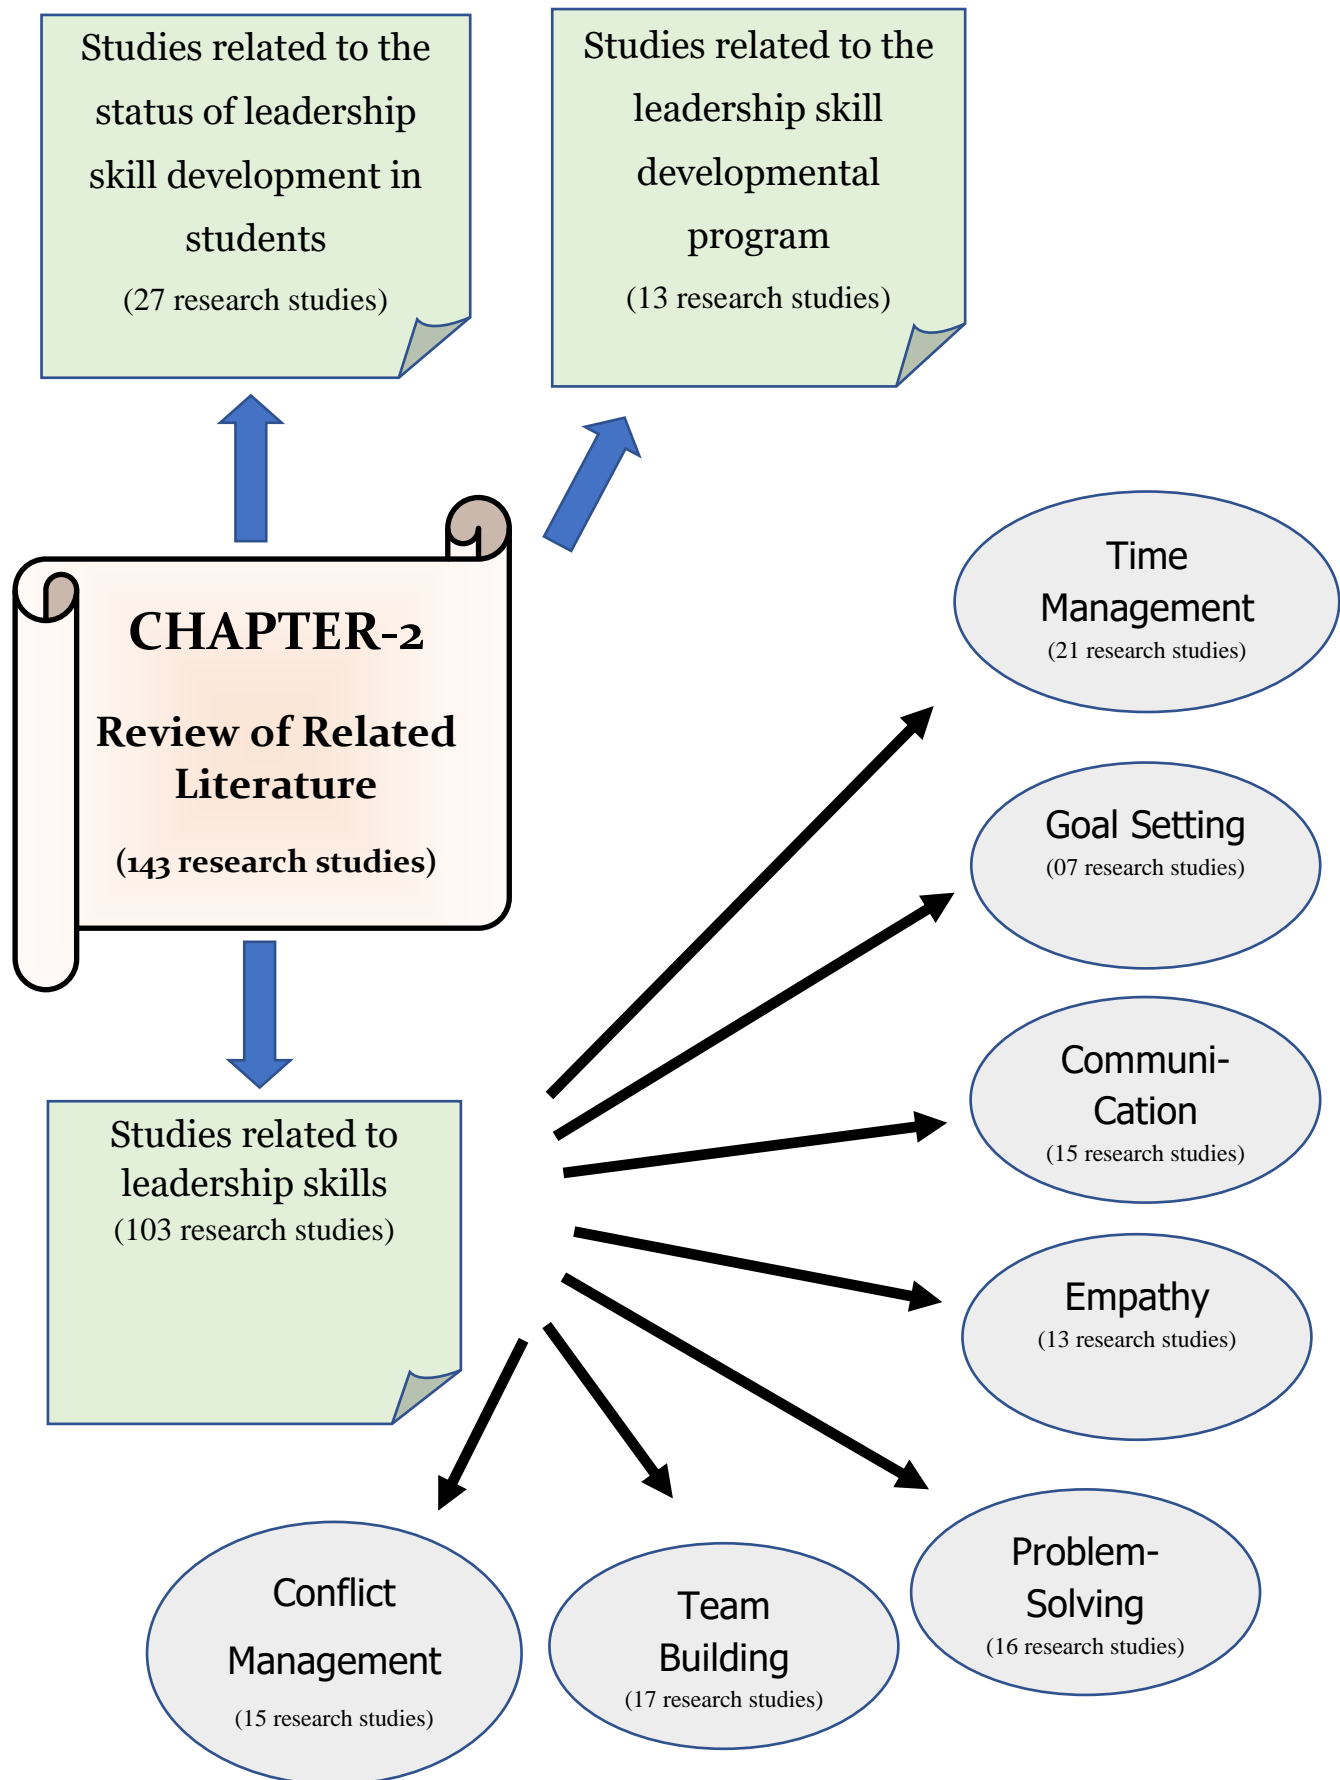 Studies related to the
status of leadership
skill development in
students
(27 research studies)
Studies related to the
leadership skill
developmental
program
(13 research studies)
CHAPTER-2
Review of Related
Literature
(143 research studies)
Time
Management
(21 research studies)
Goal Setting
(07 research studies)
Communi-
Cation
(15 research studies)
Studies related to
leadership skills
(103 research studies)
Empathy
(13 research studies)
Problem-
Solving
(16 research studies)
Team
Building
(17 research studies)
Conflict
Management
(15 research studies)